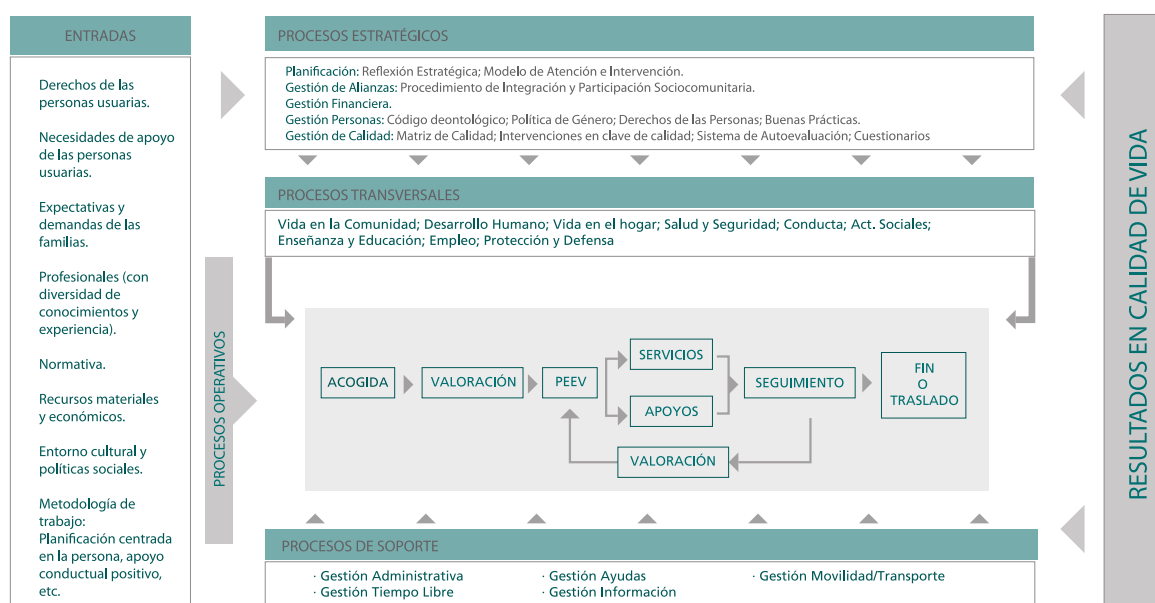 ENTRADAS
Derechos de las
personas usuarias.
Necesidades de apoyo
de las personas
usuarias.
Expectativas y
demandas de las
familias.
Profesionales (con
diversidad de
conocimientos y
experiencia).
Normativa.
Recursos materiales
y económicos.
Entorno cultural y
políticas sociales.
Metodología de
trabajo:
Planificación centrada
en la persona, apoyo
conductual positivo,
etc.
PROCESOS OPERATIVOS
PROCESOS ESTRATÉGICOS
Planificación: Reflexión Estratégica; Modelo de Atención e Intervención.
Gestión de Alianzas: Procedimiento de Integración y Participación Sociocomunitaria.
Gestión Financiera.
Gestión Personas: Código deontológico; Política de Género; Derechos de las Personas; Buenas Prácticas.
Gestión de Calidad: Matriz de Calidad; Intervenciones en clave de calidad; Sistema de Autoevaluación; Cuestionarios
PROCESOS TRANSVERSALES
Vida en la Comunidad; Desarrollo Humano; Vida en el hogar; Salud y Seguridad; Conducta; Act. Sociales;
Enseñanza y Educación; Empleo; Protección y Defensa
ACOGIDA
VALORACIÓN
PEEV
SERVICIOS
APOYOS
SEGUIMIENTO
FIN
O
TRASLADO
VALORACIÓN
PROCESOS DE SOPORTE
· Gestión Administrativa
· Gestión Tiempo Libre
· Gestión Ayudas
· Gestión Información
· Gestión Movilidad/Transporte
RESULTADOS EN CALIDAD DE VIDA